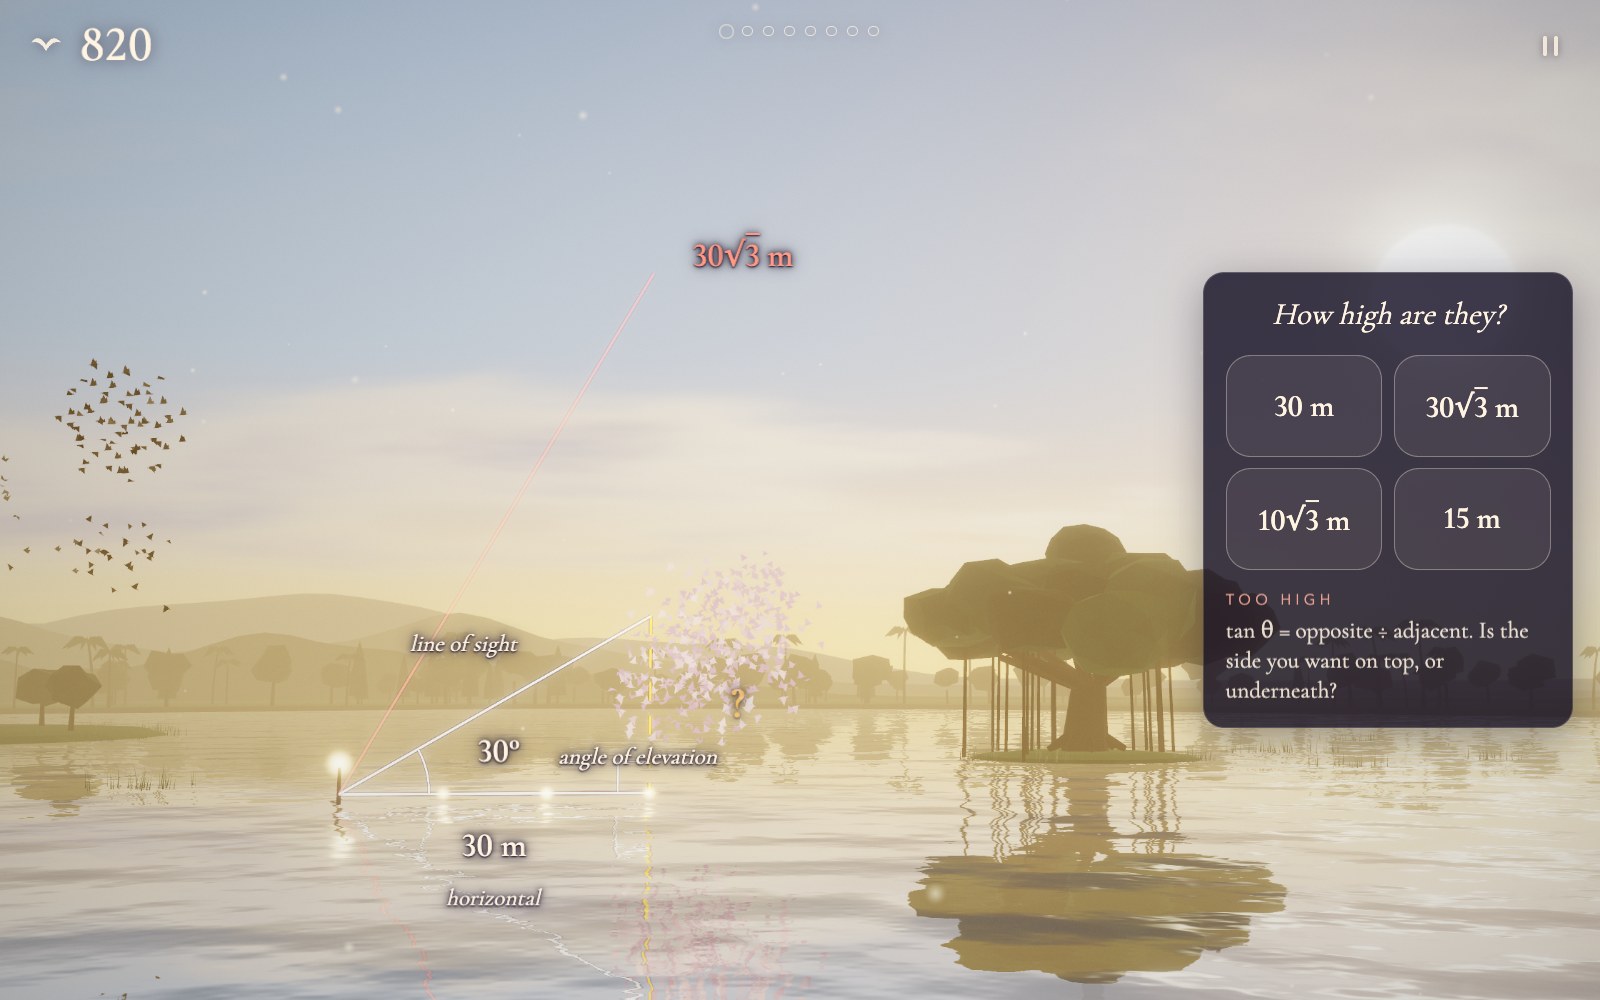 820
30√3 m
How high are they?
30 m
30√3 m
10√3 m
15 m
TOO HIGH
tan θ = opposite ÷ adjacent. Is the
side you want on top, or
underneath?
line of sight
?
30º
angle of elevation
30 m
horizontal